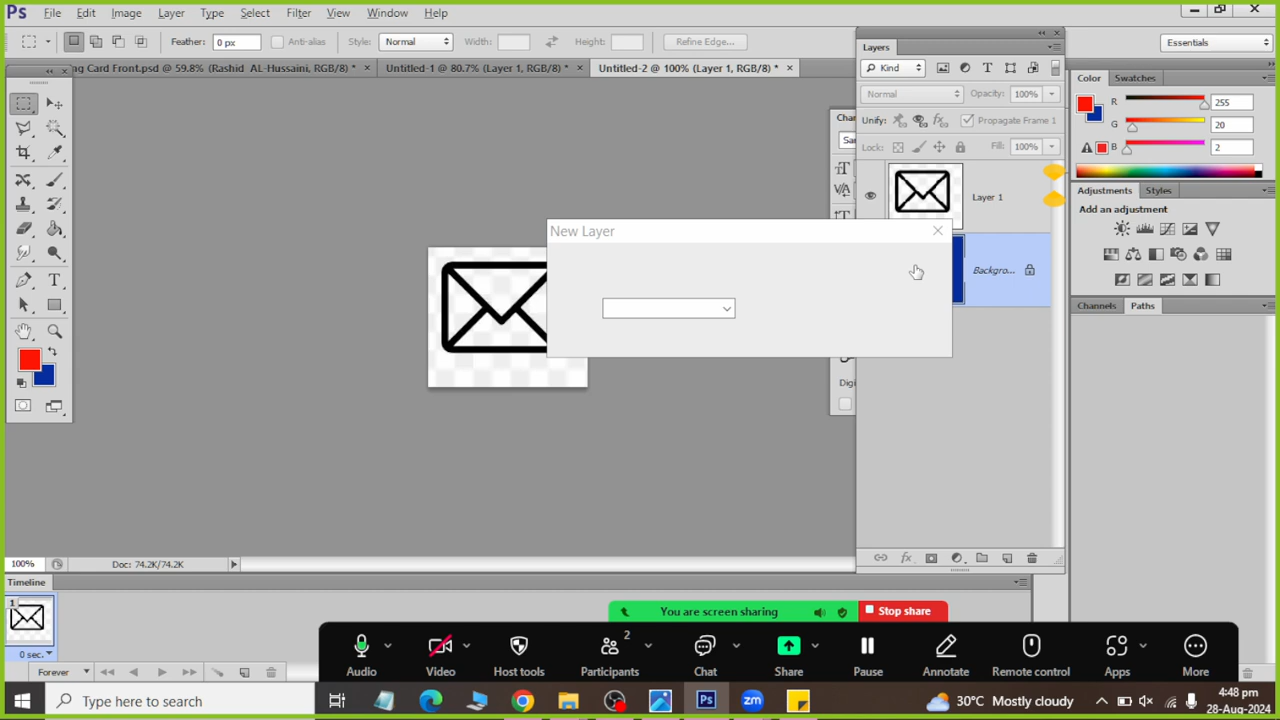 Ps File Edit Image Layer Type Select Filter View Window Help
Feather: 0 px Anti-alias Style: Normal Width: Height: Refine Edge... Essentials
ng Card Front.psd @ 59.8% (Rashid AL-Hussaini, RGB/8) * × Untitled-1 @ 80.7% (Layer 1, RGB/8) * × Untitled-2 @ 100% (Layer 1, RGB/8) * ×
Layers
Kind
Normal Opacity: 100%
Unify: Propagate Frame 1
Lock: Fill: 100%
Layer 1
Backgro...
Color Swatches
R 255
G 20
B 2
Adjustments Styles
Add an adjustment
Channels Paths
New Layer
Digi
100% Doc: 74.2K/74.2K
Timeline
1
0 sec.
Forever
You are screen sharing Stop share
2
Audio Video Host tools Participants Chat Share Pause Annotate Remote control Apps More
Type here to search
Ps
zm
30°C Mostly cloudy
4:48 pm
28-Aug-2024